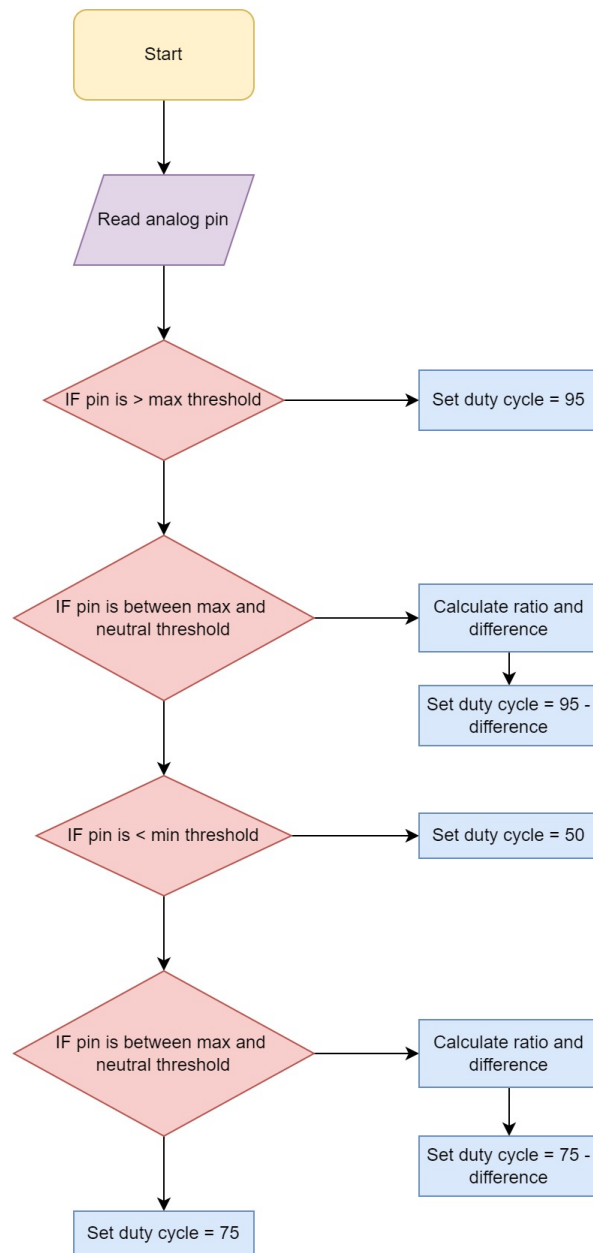 Start
Read analog pin
IF pin is > max threshold
Set duty cycle = 95
IF pin is between max and
neutral threshold
Calculate ratio and
difference
Set duty cycle = 95 -
difference
IF pin is < min threshold
Set duty cycle = 50
IF pin is between max and
neutral threshold
Calculate ratio and
difference
Set duty cycle = 75 -
difference
Set duty cycle = 75